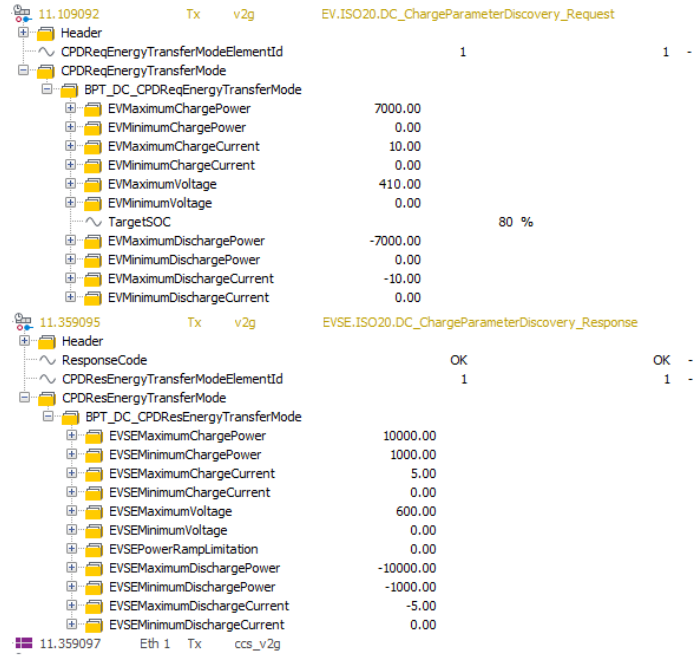 11.109092 Tx v2g EV.ISO20.DC_ChargeParameterDiscovery_Request
Header
CPDReqEnergyTransferModeElementId 1 1 -
CPDReqEnergyTransferMode
BPT_DC_CPDReqEnergyTransferMode
EVMaximumChargePower 7000.00
EVMinimumChargePower 0.00
EVMaximumChargeCurrent 10.00
EVMinimumChargeCurrent 0.00
EVMaximumVoltage 410.00
EVMinimumVoltage 0.00
TargetSOC 80 %
EVMaximumDischargePower -7000.00
EVMinimumDischargePower 0.00
EVMaximumDischargeCurrent -10.00
EVMinimumDischargeCurrent 0.00
11.359095 Tx v2g EVSE.ISO20.DC_ChargeParameterDiscovery_Response
Header
ResponseCode OK OK -
CPDResEnergyTransferModeElementId 1 1 -
CPDResEnergyTransferMode
BPT_DC_CPDResEnergyTransferMode
EVSEMaximumChargePower 10000.00
EVSEMinimumChargePower 1000.00
EVSEMaximumChargeCurrent 5.00
EVSEMinimumChargeCurrent 0.00
EVSEMaximumVoltage 600.00
EVSEMinimumVoltage 0.00
EVSEPowerRampLimitation 0.00
EVSEMaximumDischargePower -10000.00
EVSEMinimumDischargePower -1000.00
EVSEMaximumDischargeCurrent -5.00
EVSEMinimumDischargeCurrent 0.00
11.359097 Eth 1 Tx ccs_v2g